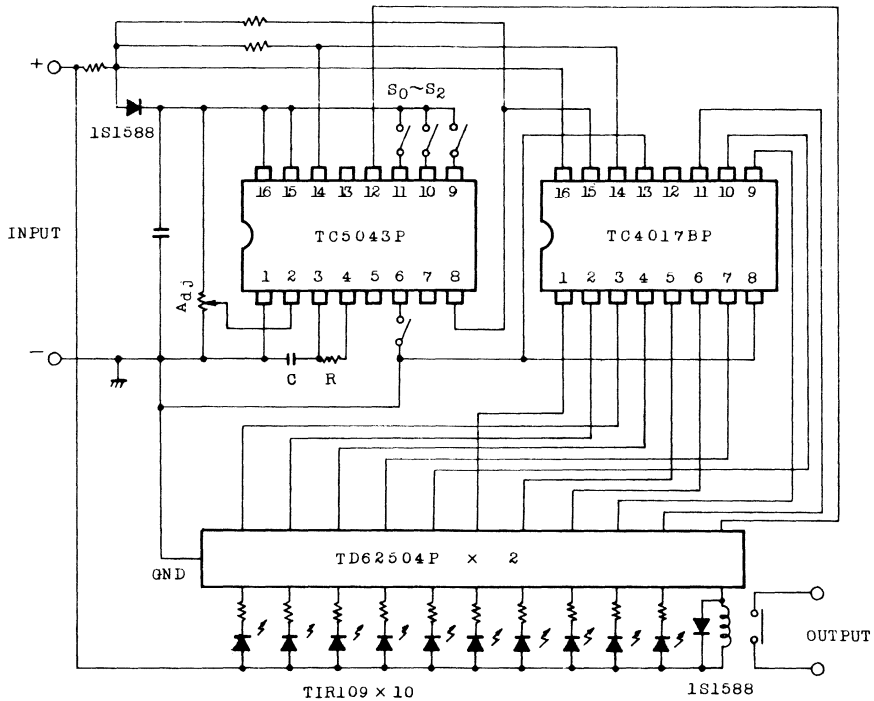 +
S0~S2
1S1588
16 15 14 13 12 11 10 9
16 15 14 13 12 11 10 9
INPUT
TC5043P
TC4017BP
1 2 3 4 5 6 7 8
1 2 3 4 5 6 7 8
Adj
−
C R
TD62504P × 2
GND
OUTPUT
TIR109 × 10
1S1588